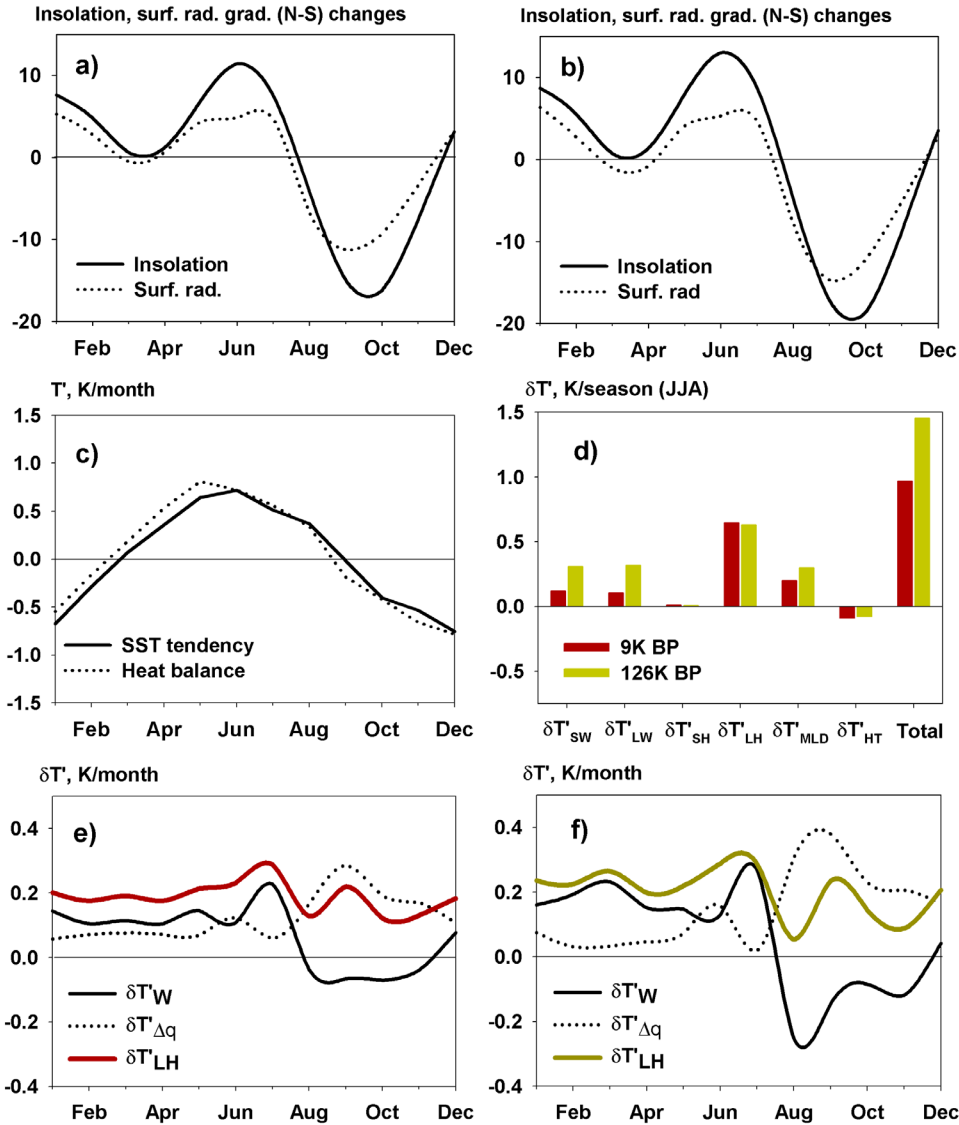 Insolation, surf. rad. grad. (N-S) changes
a)
10
0
-10
-20
Insolation
Surf. rad.
Feb Apr Jun Aug Oct Dec
Insolation, surf. rad. grad. (N-S) changes
b)
10
0
-10
-20
Insolation
Surf. rad
Feb Apr Jun Aug Oct Dec
T', K/month
c)
1.5
1.0
0.5
0.0
-0.5
-1.0
-1.5
SST tendency
Heat balance
Feb Apr Jun Aug Oct Dec
δT', K/season (JJA)
d)
1.5
1.0
0.5
0.0
-0.5
9K BP
126K BP
δT'SW δT'LW δT'SH δT'LH δT'MLD δT'HT Total
δT', K/month
e)
0.4
0.2
0.0
-0.2
-0.4
δT'W
δT'Δq
δT'LH
Feb Apr Jun Aug Oct Dec
δT', K/month
f)
0.4
0.2
0.0
-0.2
-0.4
δT'W
δT'Δq
δT'LH
Feb Apr Jun Aug Oct Dec